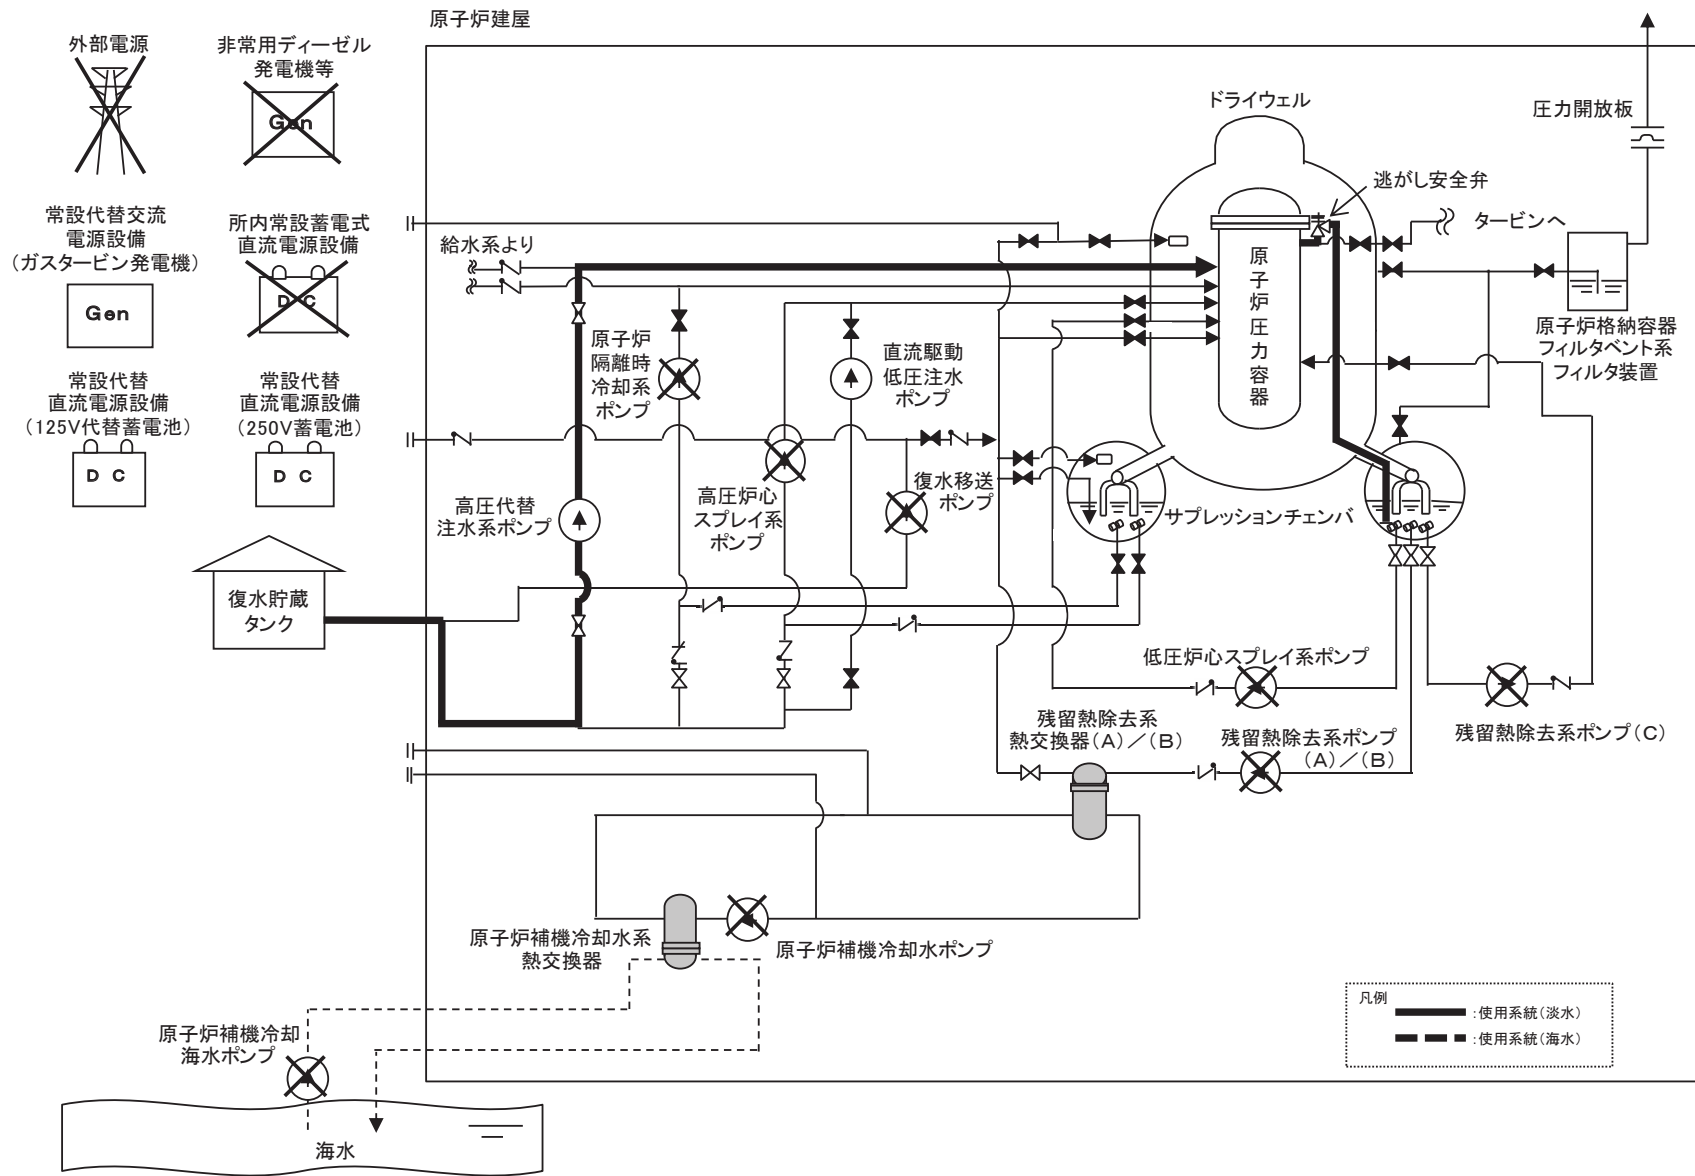 原子炉建屋
外部電源
非常用ディーゼル
発電機等
Gen
常設代替交流
電源設備
(ガスタービン発電機)
Gen
所内常設蓄電式
直流電源設備
D C
常設代替
直流電源設備
(125V代替蓄電池)
D C
常設代替
直流電源設備
(250V蓄電池)
D C
復水貯蔵
タンク
給水系より
ドライウェル
逃がし安全弁
タービンへ
圧力開放板
原子炉圧力容器
原子炉格納容器
フィルタベント系
フィルタ装置
原子炉
隔離時
冷却系
ポンプ
直流駆動
低圧注水
ポンプ
高圧代替
注水系ポンプ
高圧炉心
スプレイ系
ポンプ
復水移送
ポンプ
サプレッションチェンバ
低圧炉心スプレイ系ポンプ
残留熱除去系
熱交換器(A)/(B)
残留熱除去系ポンプ
(A)/(B)
残留熱除去系ポンプ(C)
原子炉補機冷却水系
熱交換器
原子炉補機冷却水ポンプ
原子炉補機冷却
海水ポンプ
海水
凡例
:使用系統(淡水)
:使用系統(海水)